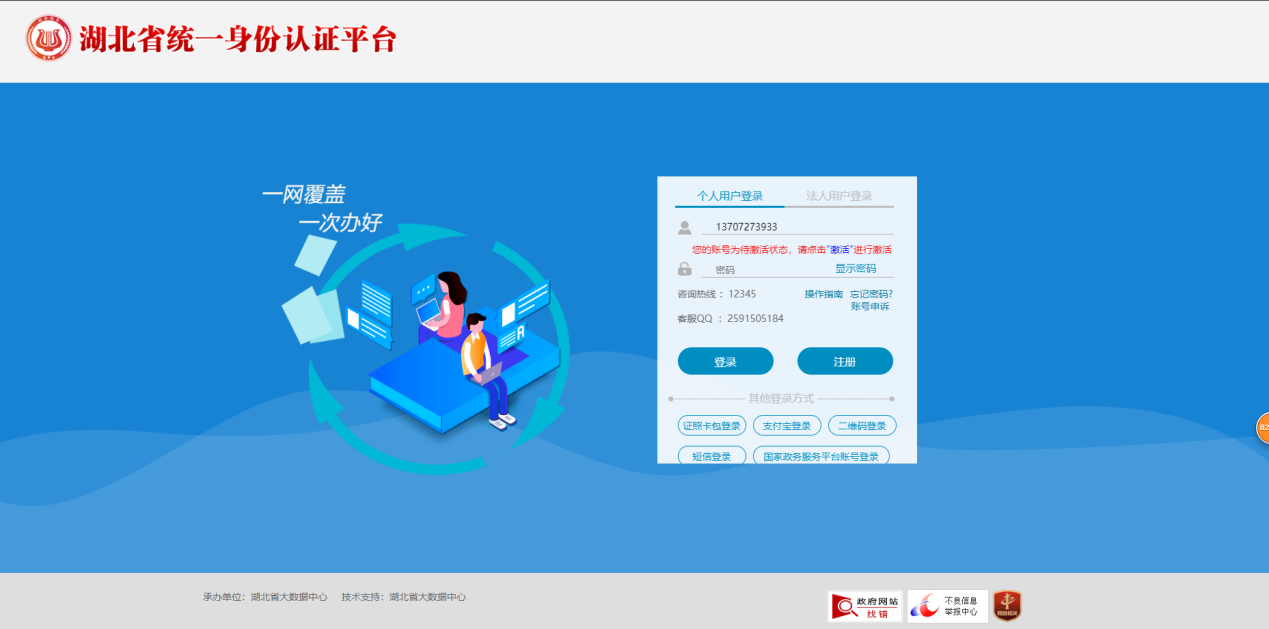 湖北省统一身份认证平台
一网覆盖
一次办好
个人用户登录 法人用户登录
13707273933
您的账号为待激活状态，请点击"激活"进行激活
密码 显示密码
咨询热线： 12345 操作指南 忘记密码?
账号申诉
客服QQ ： 2591505184
登录 注册
其他登录方式
证照卡包登录 支付宝登录 二维码登录
短信登录 国家政务服务平台账号登录
82
承办单位：湖北省大数据中心 技术支持：湖北省大数据中心
政府网站
找错
不良信息
举报中心